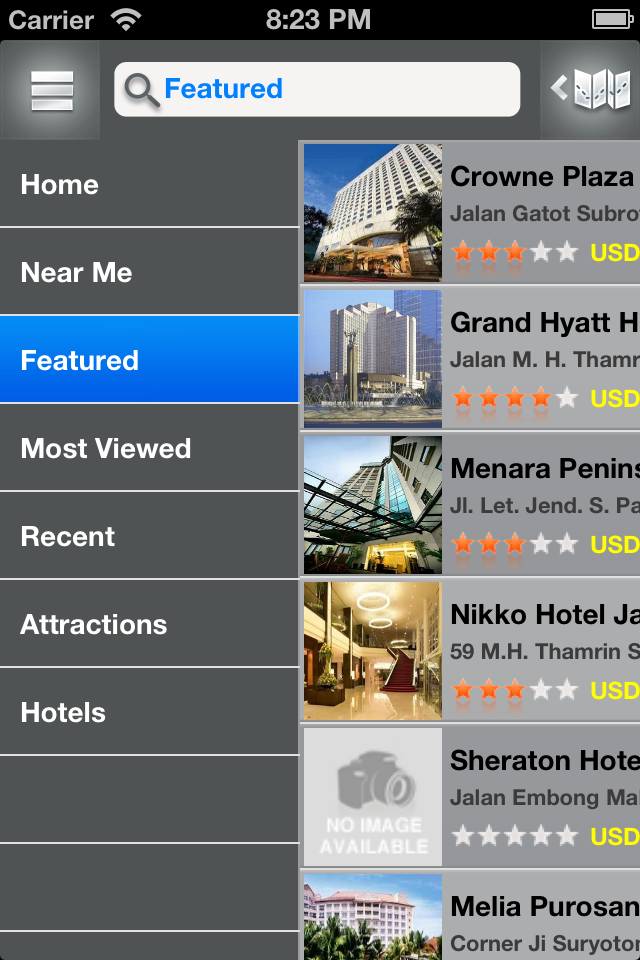 Carrier 8:23 PM
Featured
Home
Near Me
Featured
Most Viewed
Recent
Attractions
Hotels
Crowne Plaza
Jalan Gatot Subro
USD
Grand Hyatt H
Jalan M. H. Thamr
USD
Menara Penins
Jl. Let. Jend. S. Pa
USD
Nikko Hotel Ja
59 M.H. Thamrin S
USD
NO IMAGE
AVAILABLE
Sheraton Hote
Jalan Embong Mal
USD
Melia Purosan
Corner Ji Suryoton